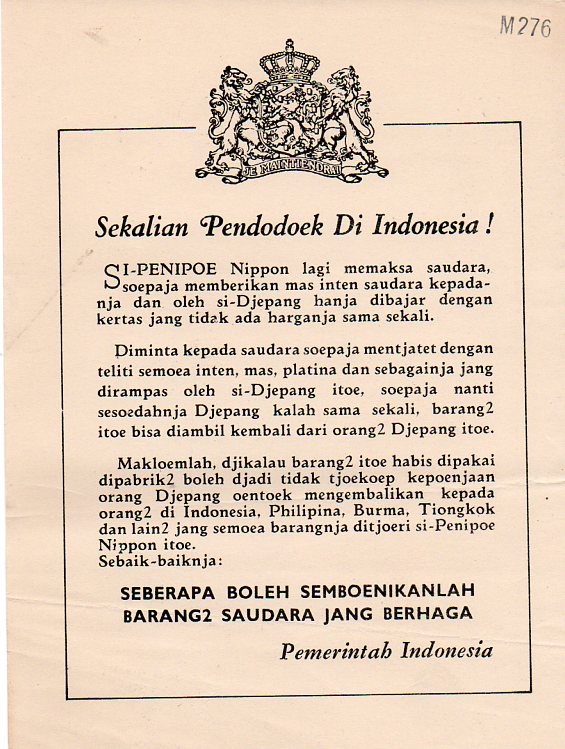 M276
JE MAINTIENDRAI
Sekalian Pendodoek Di Indonesia !
SI-PENIPOE Nippon lagi memaksa saudara,
soepaja memberikan mas inten saudara kepada-
nja dan oleh si-Djepang hanja dibajar dengan
kertas jang tidak ada harganja sama sekali.
Diminta kepada saudara soepaja mentjatet dengan
teliti semoea inten, mas, platina dan sebagainja jang
dirampas oleh si-Djepang itoe, soepaja nanti
sesoedahnja Djepang kalah sama sekali, barang2
itoe bisa diambil kembali dari orang2 Djepang itoe.
Makloemlah, djikalau barang2 itoe habis dipakai
dipabrik2 boleh djadi tidak tjoekoep kepoenjaan
orang Djepang oentoek mengembalikan kepada
orang2 di Indonesia, Philipina, Burma, Tiongkok
dan lain2 jang semoea barangnja ditjoeri si-Penipoe
Nippon itoe.
Sebaik-baiknja:
SEBERAPA BOLEH SEMBOENIKANLAH
BARANG2 SAUDARA JANG BERHAGA
Pemerintah Indonesia